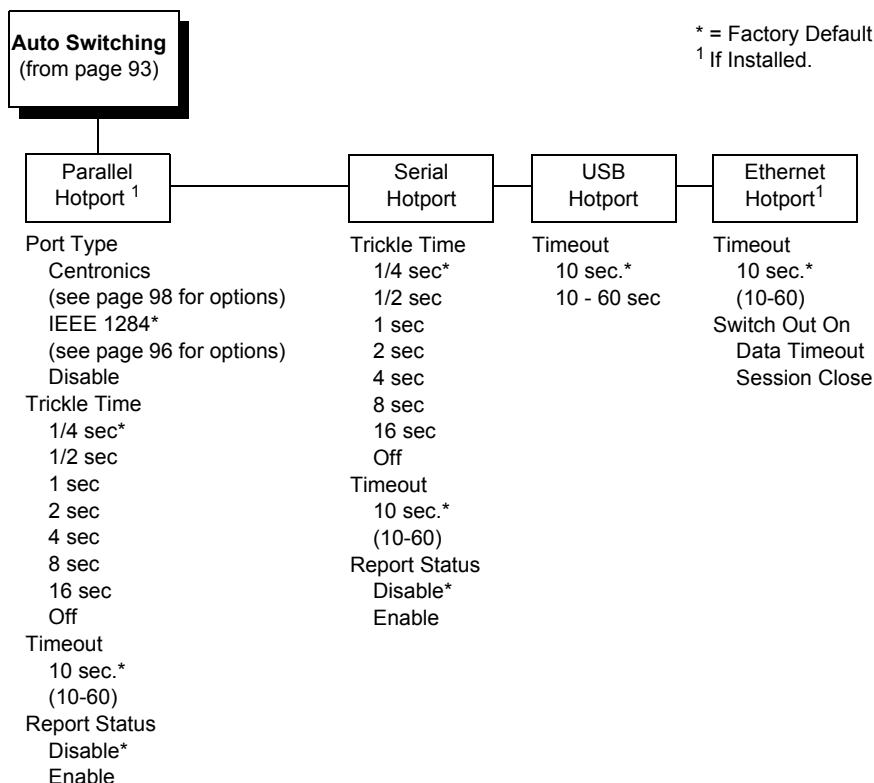 Auto Switching
(from page 93)
* = Factory Default
1 If Installed.
Parallel
Hotport 1
Serial
Hotport
USB
Hotport
Ethernet
Hotport1
Port Type
Centronics
(see page 98 for options)
IEEE 1284*
(see page 96 for options)
Disable
Trickle Time
1/4 sec*
1/2 sec
1 sec
2 sec
4 sec
8 sec
16 sec
Off
Timeout
10 sec.*
(10-60)
Report Status
Disable*
Enable
Trickle Time
1/4 sec*
1/2 sec
1 sec
2 sec
4 sec
8 sec
16 sec
Off
Timeout
10 sec.*
(10-60)
Report Status
Disable*
Enable
Timeout
10 sec.*
10 - 60 sec
Timeout
10 sec.*
(10-60)
Switch Out On
Data Timeout
Session Close